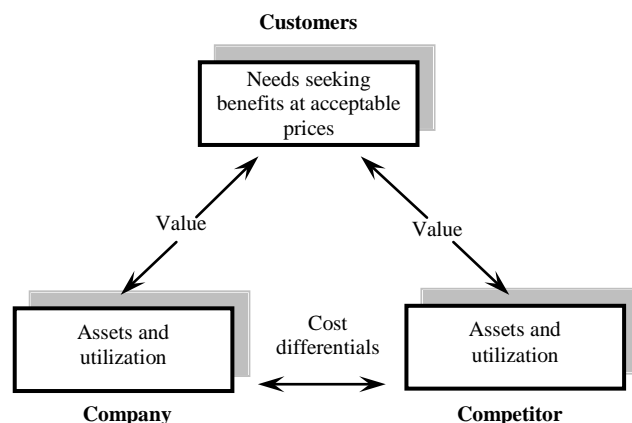 Customers
Needs seeking
benefits at acceptable
prices
Value
Value
Assets and
utilization
Cost
differentials
Assets and
utilization
Company
Competitor